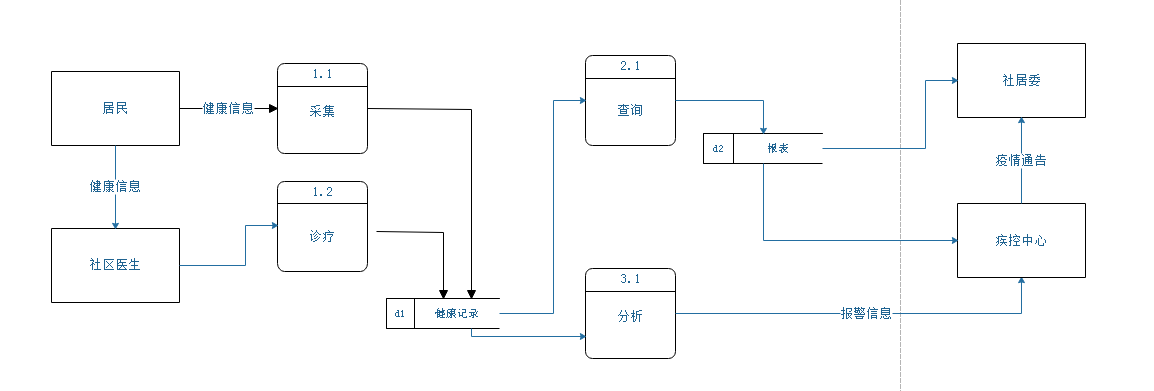 居民
健康信息
1.1
采集
健康信息
社区医生
1.2
诊疗
d1
健康记录
2.1
查询
d2
报表
3.1
分析
报警信息
社居委
疫情通告
疾控中心